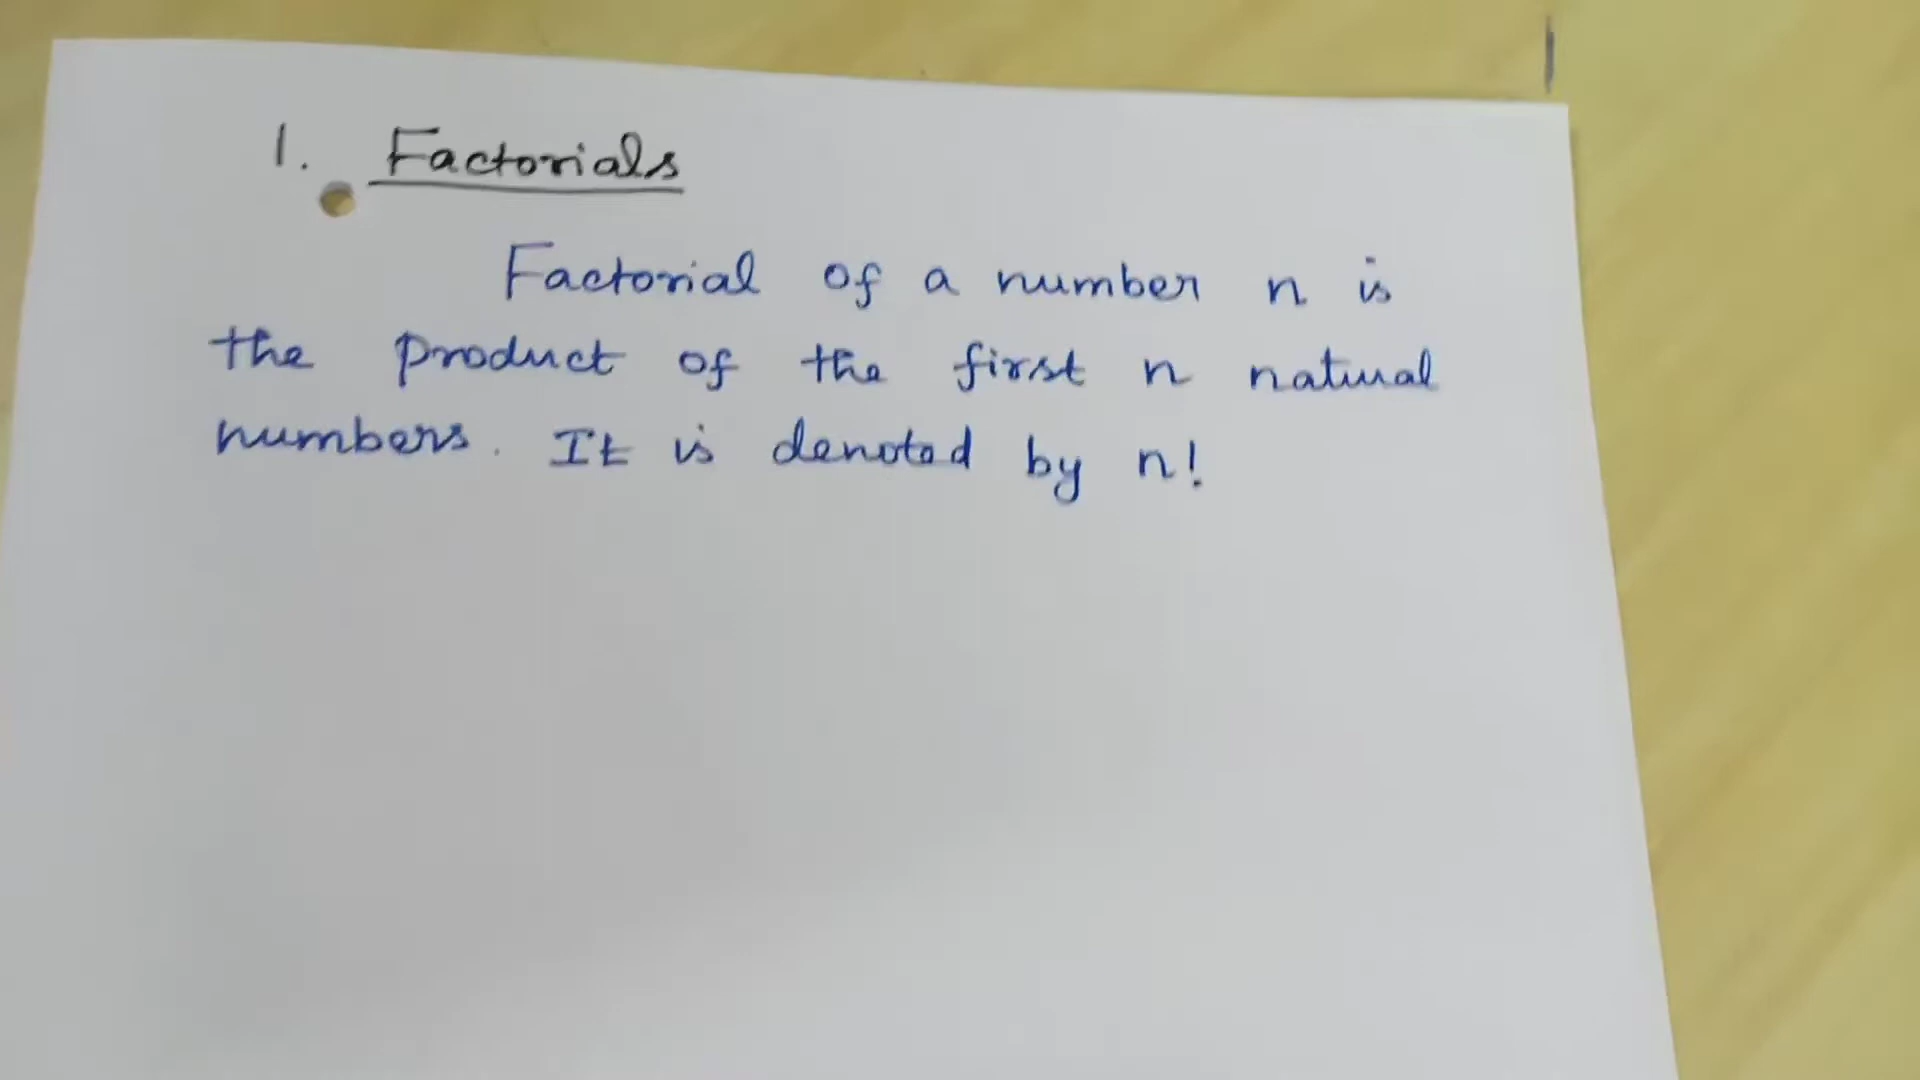 1. Factorials
Factorial of a number n is
the product of the first n natural
numbers. It is denoted by n!